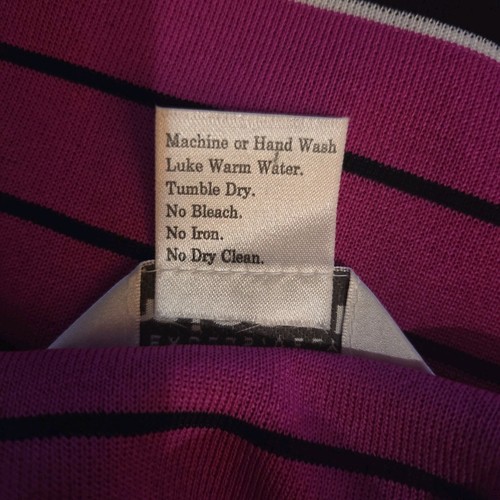 Machine or Hand Wash
Luke Warm Water.
Tumble Dry.
No Bleach.
No Iron.
No Dry Clean.